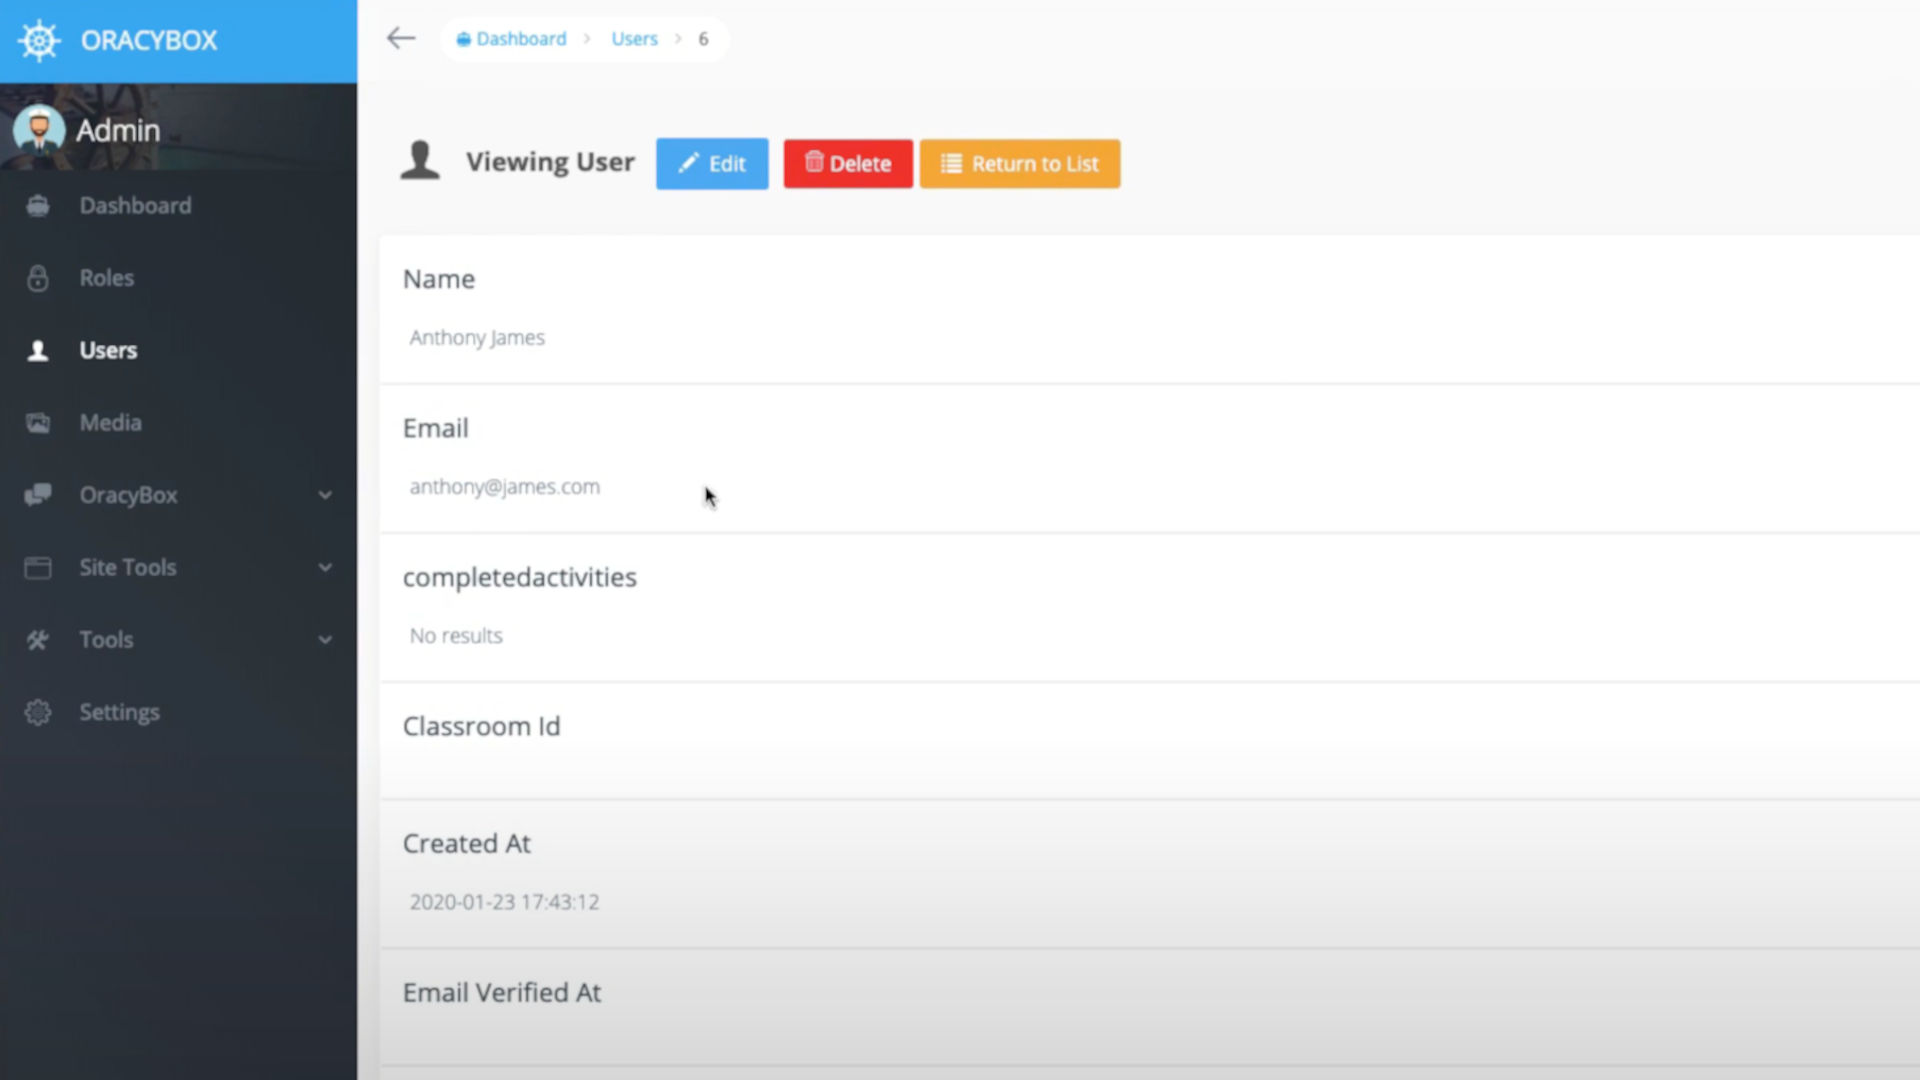 ORACYBOX
Dashboard > Users > 6
Admin
Viewing User Edit Delete Return to List
Dashboard
Roles
Users
Media
OracyBox
Site Tools
Tools
Settings
Name
Anthony James
Email
anthony@james.com
completedactivities
No results
Classroom Id
Created At
2020-01-23 17:43:12
Email Verified At